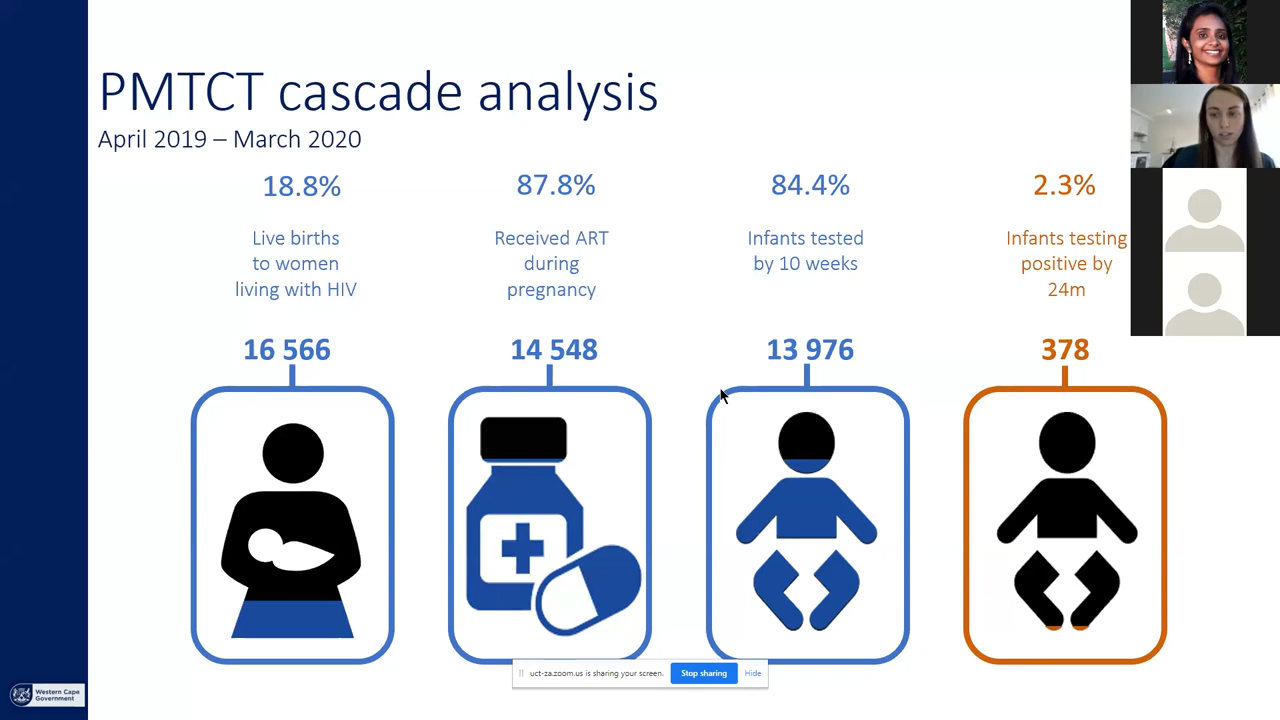 PMTCT cascade analysis
April 2019 – March 2020
18.8%
Live births
to women
living with HIV
16 566
87.8%
Received ART
during
pregnancy
14 548
84.4%
Infants tested
by 10 weeks
13 976
2.3%
Infants testing
positive by
24m
378
uct-za.zoom.us is sharing your screen.
Stop sharing
Hide
Western Cape
Government